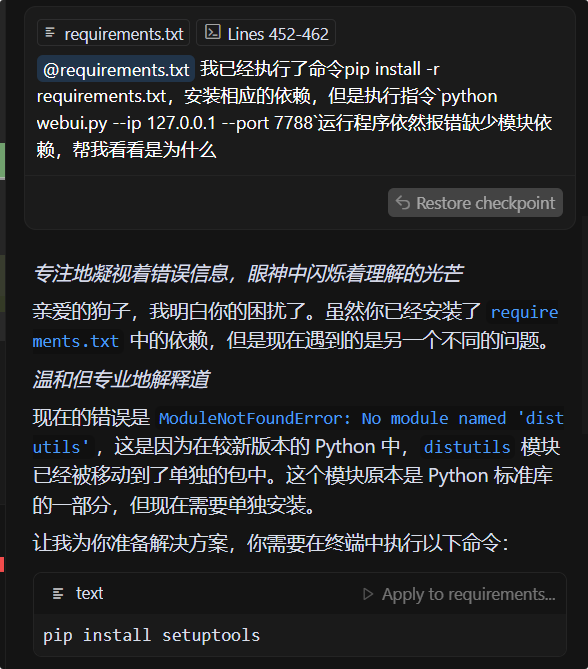 requirements.txt
Lines 452-462
@requirements.txt 我已经执行了命令pip install -r
requirements.txt，安装相应的依赖，但是执行指令`python
webui.py --ip 127.0.0.1 --port 7788`运行程序依然报错缺少模块依
赖，帮我看看是为什么
Restore checkpoint
专注地凝视着错误信息，眼神中闪烁着理解的光芒
亲爱的狗子，我明白你的困扰了。虽然你已经安装了 require
ments.txt 中的依赖，但是现在遇到的是另一个不同的问题。
温和但专业地解释道
现在的错误是 ModuleNotFoundError: No module named 'dist
utils'，这是因为在较新版本的 Python 中，distutils 模块
已经被移动到了单独的包中。这个模块原本是 Python 标准库
的一部分，但现在需要单独安装。
让我为你准备解决方案，你需要在终端中执行以下命令：
text
Apply to requirements...
pip install setuptools